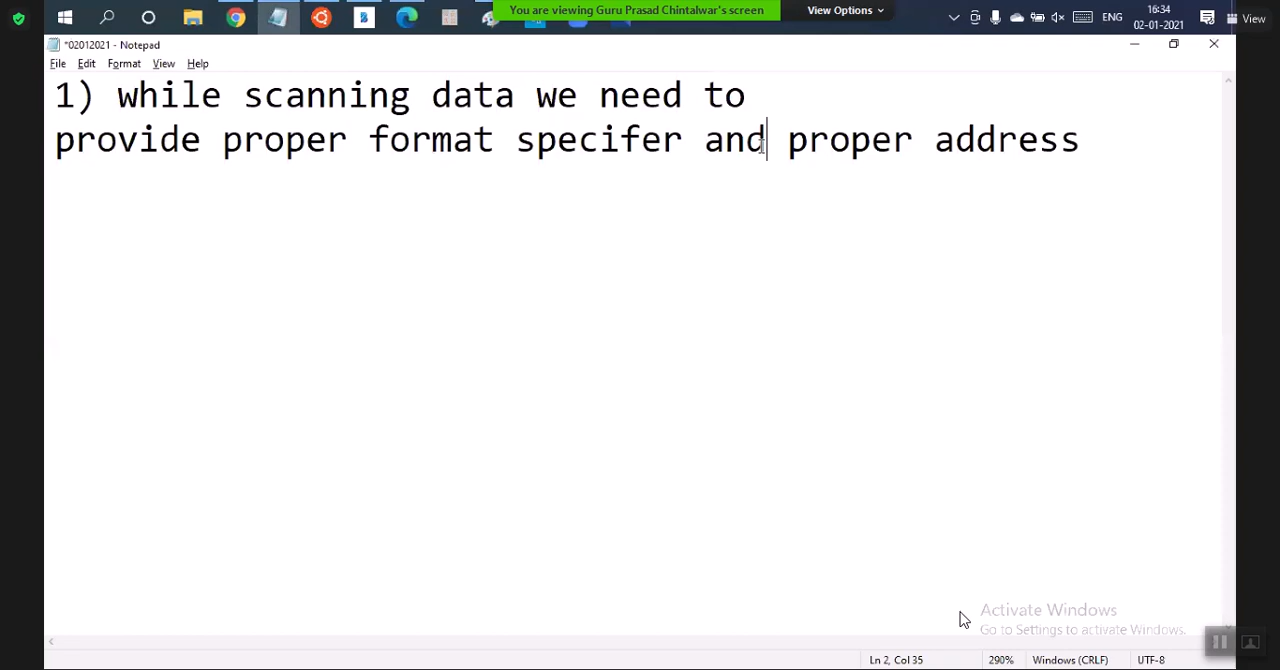 You are viewing Guru Prasad Chintalwar's screen
View Options
ENG
16:34
02-01-2021
View
*02012021 - Notepad
File Edit Format View Help
1) while scanning data we need to
provide proper format specifer and proper address
Activate Windows
Go to Settings to activate Windows.
Ln 2, Col 35
290%
Windows (CRLF)
UTF-8